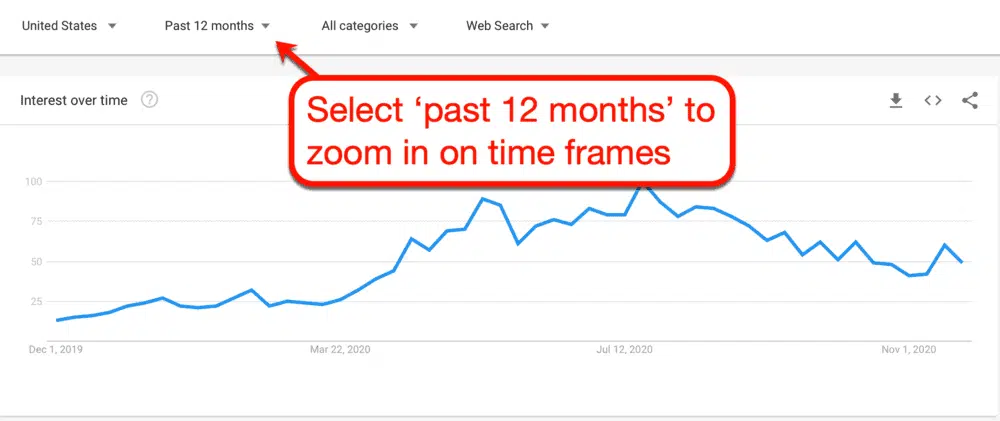 United States Past 12 months All categories Web Search
Interest over time ?
Select ‘past 12 months’ to
zoom in on time frames
100
75
50
25
Dec 1, 2019 Mar 22, 2020 Jul 12, 2020 Nov 1, 2020